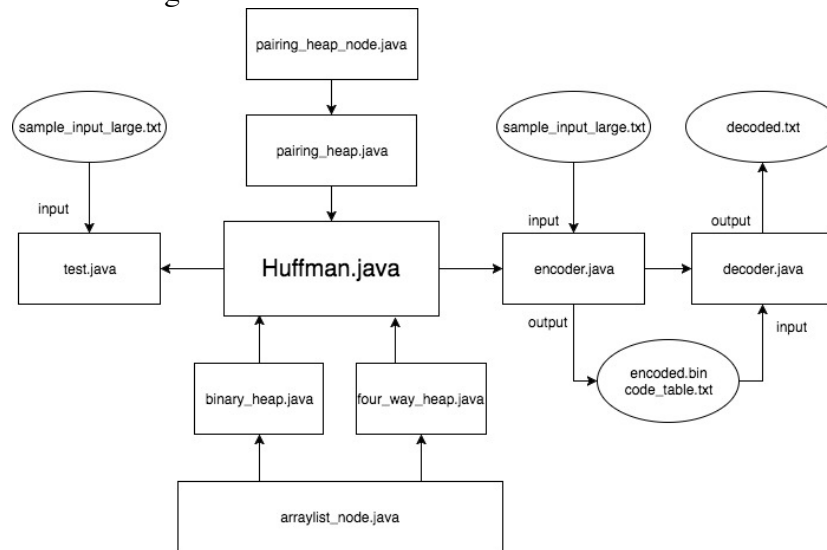 pairing_heap_node.java
sample_input_large.txt
sample_input_large.txt
decoded.txt
pairing_heap.java
input
input
output
test.java
Huffman.java
encoder.java
decoder.java
output
input
encoded.bin
code_table.txt
binary_heap.java
four_way_heap.java
arraylist_node.java